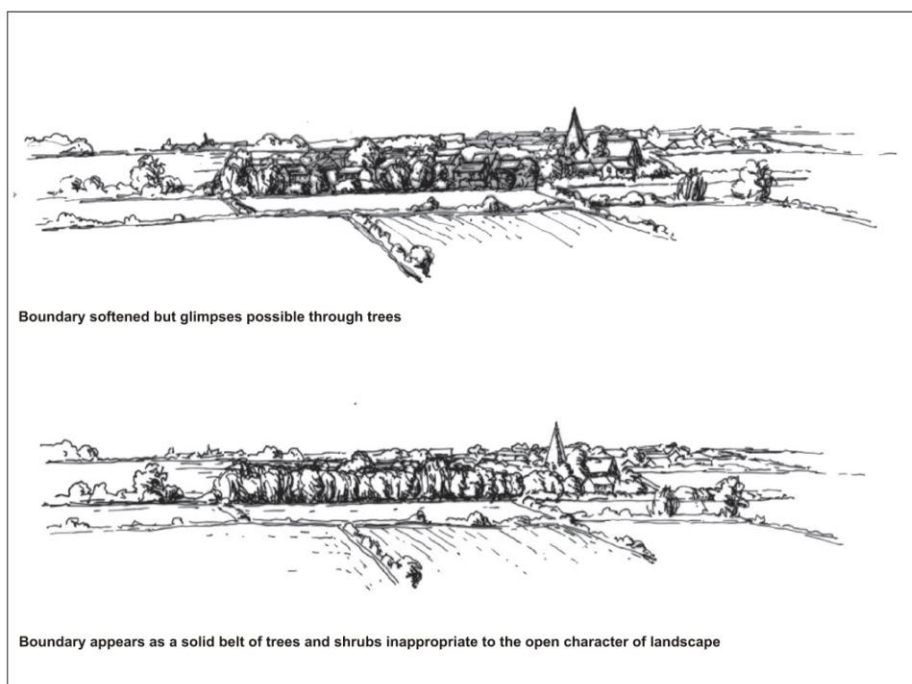 Boundary softened but glimpses possible through trees
Boundary appears as a solid belt of trees and shrubs inappropriate to the open character of landscape